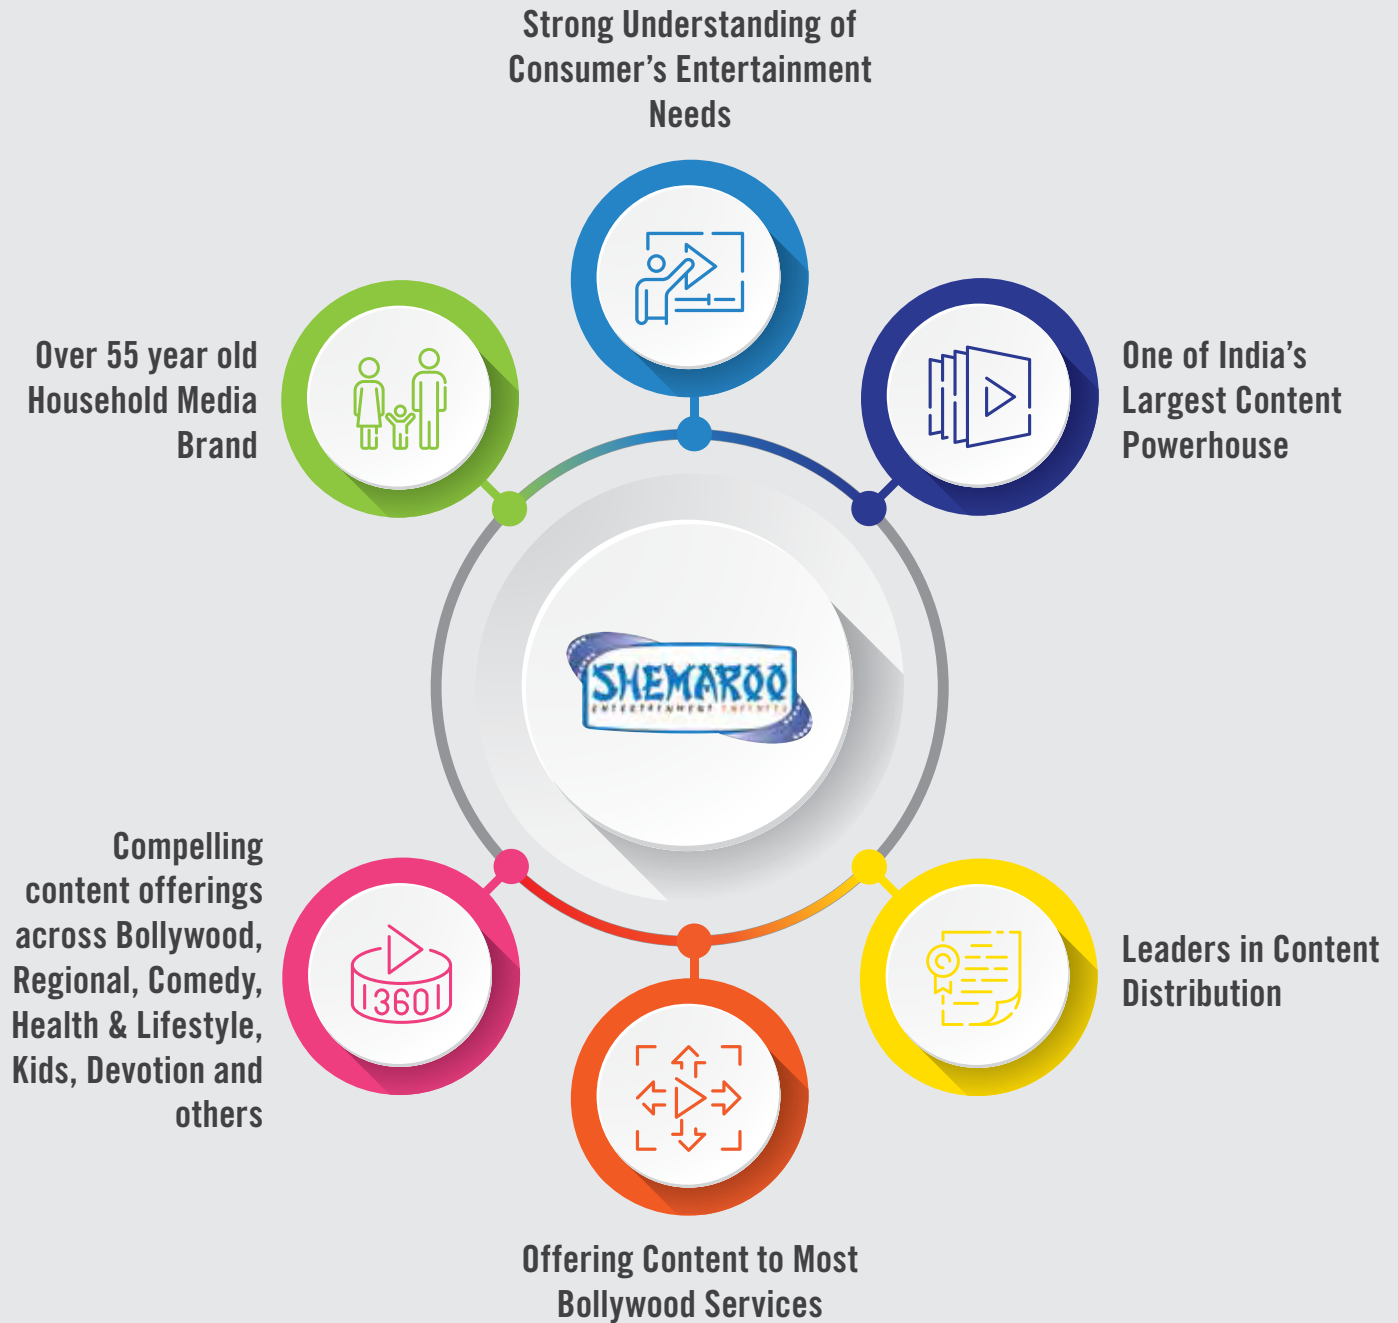 Strong Understanding of
Consumer's Entertainment
Needs
Over 55 year old
Household Media
Brand
One of India's
Largest Content
Powerhouse
SHEMAROO
ENTERTAINMENT
Compelling
content offerings
across Bollywood,
Regional, Comedy,
Health & Lifestyle,
Kids, Devotion and
others
360
Leaders in Content
Distribution
Offering Content to Most
Bollywood Services